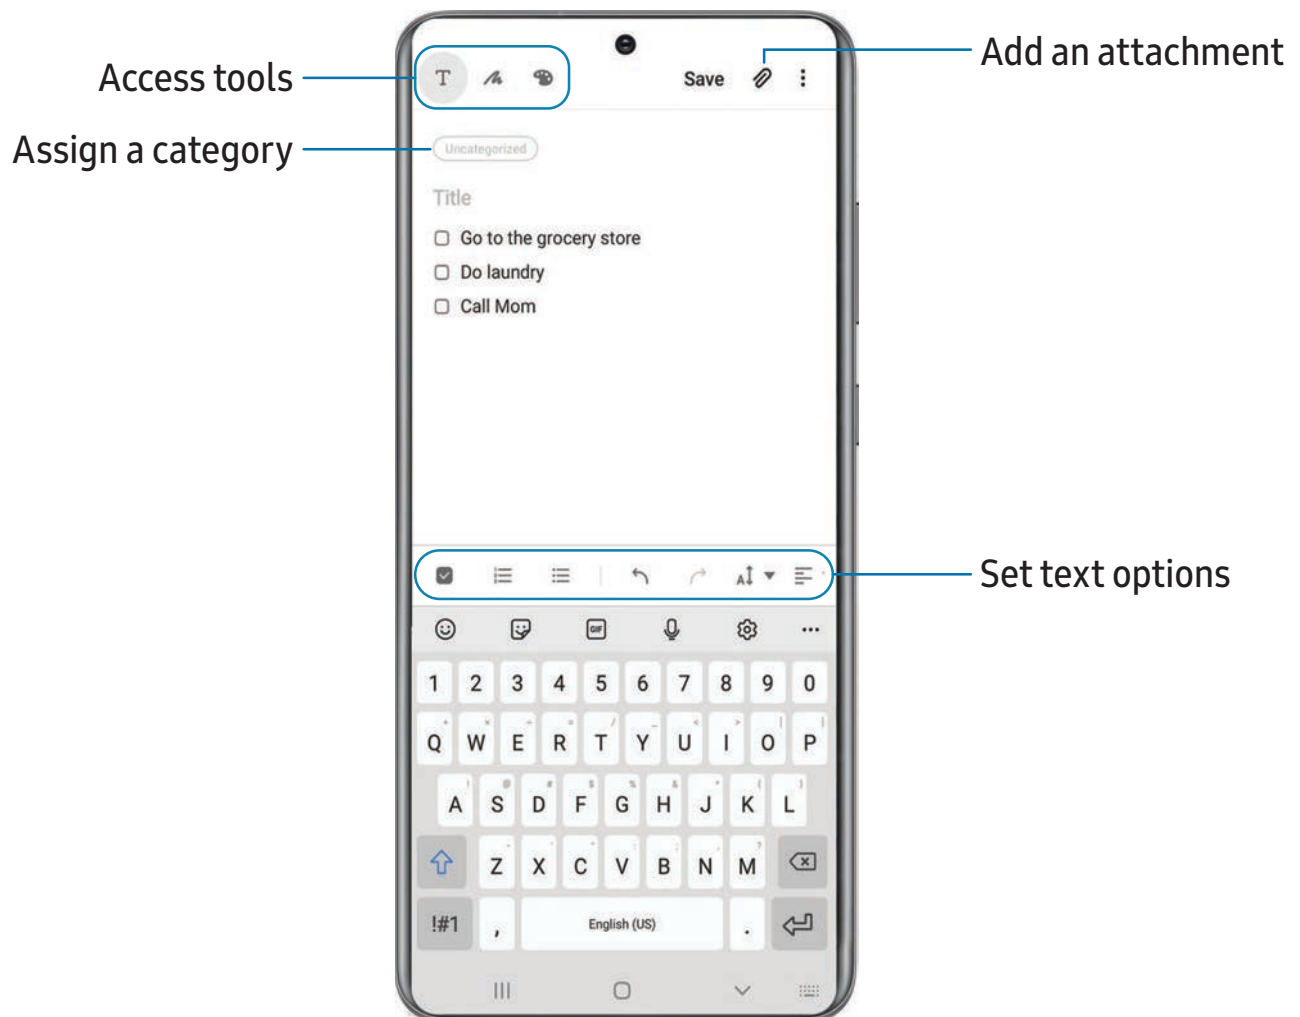 Add an attachment
Access tools
T
Save
Assign a category
Uncategorized
Title
Go to the grocery store
Do laundry
Call Mom
Set text options
A
GIF
1 2 3 4 5 6 7 8 9 0
Q W E R T Y U I O P
A S D F G H J K L
Z X C V B N M
!#1 , English (US) .